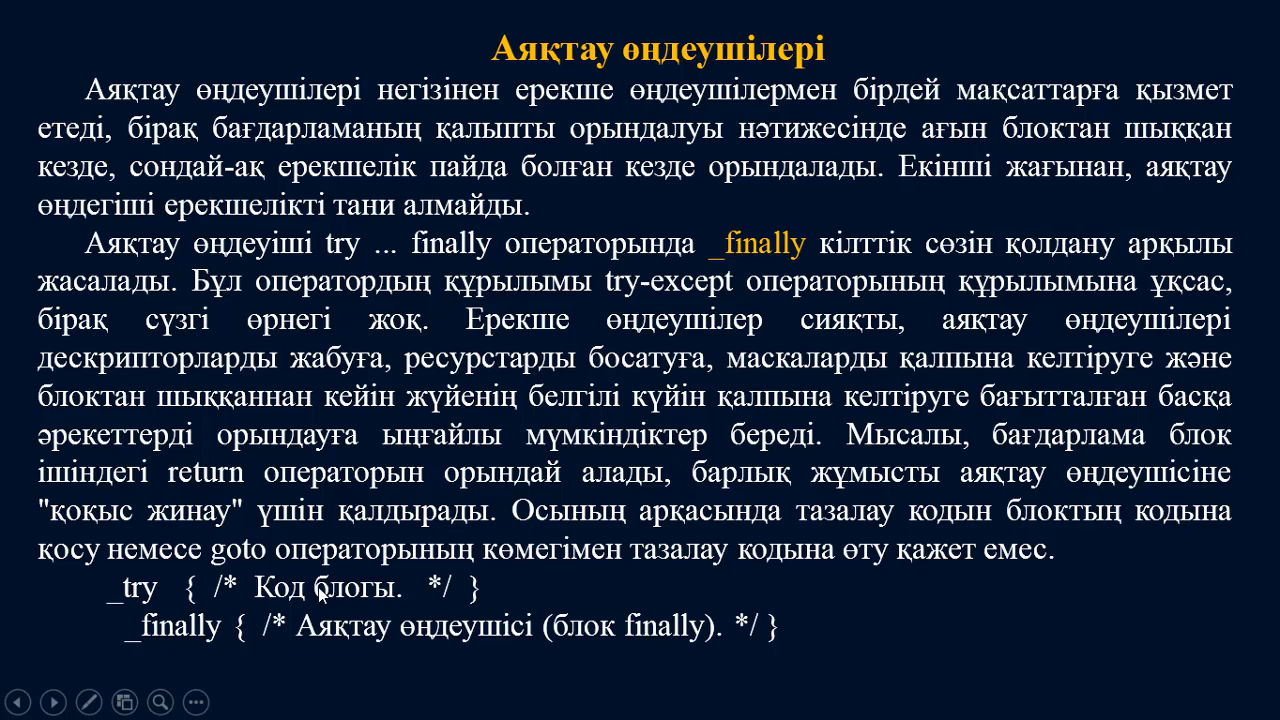 Аяқтау өңдеушілері
Аяқтау өңдеушілері негізінен ерекше өңдеушілермен бірдей мақсаттарға қызмет
етеді, бірақ бағдарламаның қалыпты орындалуы нәтижесінде ағын блоктан шыққан
кезде, сондай-ақ ерекшелік пайда болған кезде орындалады. Екінші жағынан, аяқтау
өңдегіші ерекшелікті тани алмайды.
Аяқтау өңдеуіші try ... finally операторында _finally кілттік сөзін қолдану арқылы
жасалады. Бұл оператордың құрылымы try-except операторының құрылымына ұқсас,
бірақ сүзгі өрнегі жоқ. Ерекше өңдеушілер сияқты, аяқтау өңдеушілері
дескрипторларды жабуға, ресурстарды босатуға, маскаларды қалпына келтіруге және
блоктан шыққаннан кейін жүйенің белгілі күйін қалпына келтіруге бағытталған басқа
әрекеттерді орындауға ыңғайлы мүмкіндіктер береді. Мысалы, бағдарлама блок
ішіндегі return операторын орындай алады, барлық жұмысты аяқтау өңдеушісіне
"қоқыс жинау" үшін қалдырады. Осының арқасында тазалау кодын блоктың кодына
қосу немесе goto операторының көмегімен тазалау кодына өту қажет емес.
_try { /* Код блогы. */ }
_finally { /* Аяқтау өңдеушісі (блок finally). */ }